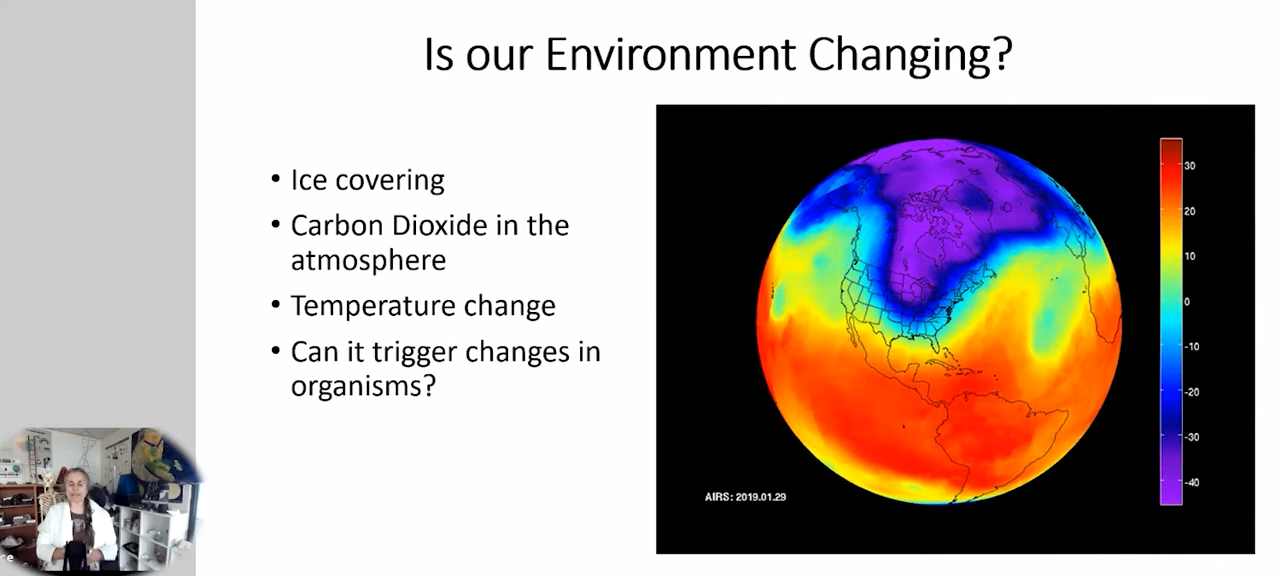 Is our Environment Changing?
• Ice covering
• Carbon Dioxide in the
atmosphere
• Temperature change
• Can it trigger changes in
organisms?
30
20
10
0
-10
-20
-30
-40
AIRS: 2019.01.29
ce